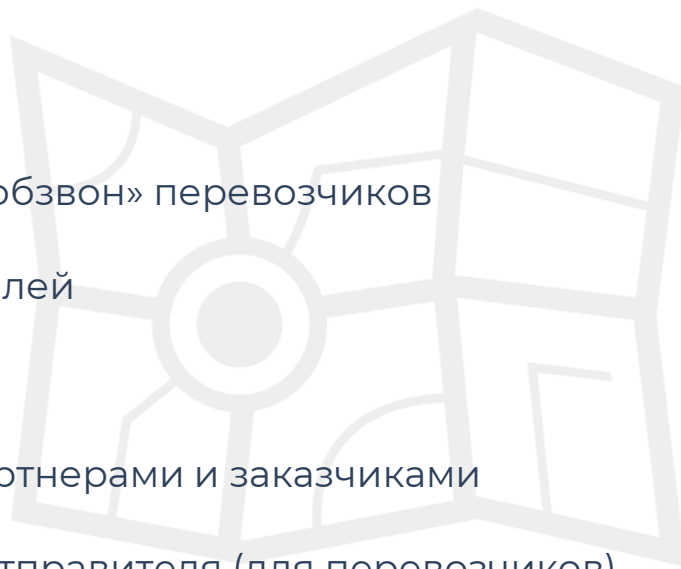 обзвон» перевозчиков
лей
ртнерами и заказчиками
тправителя (для перевозчиков)